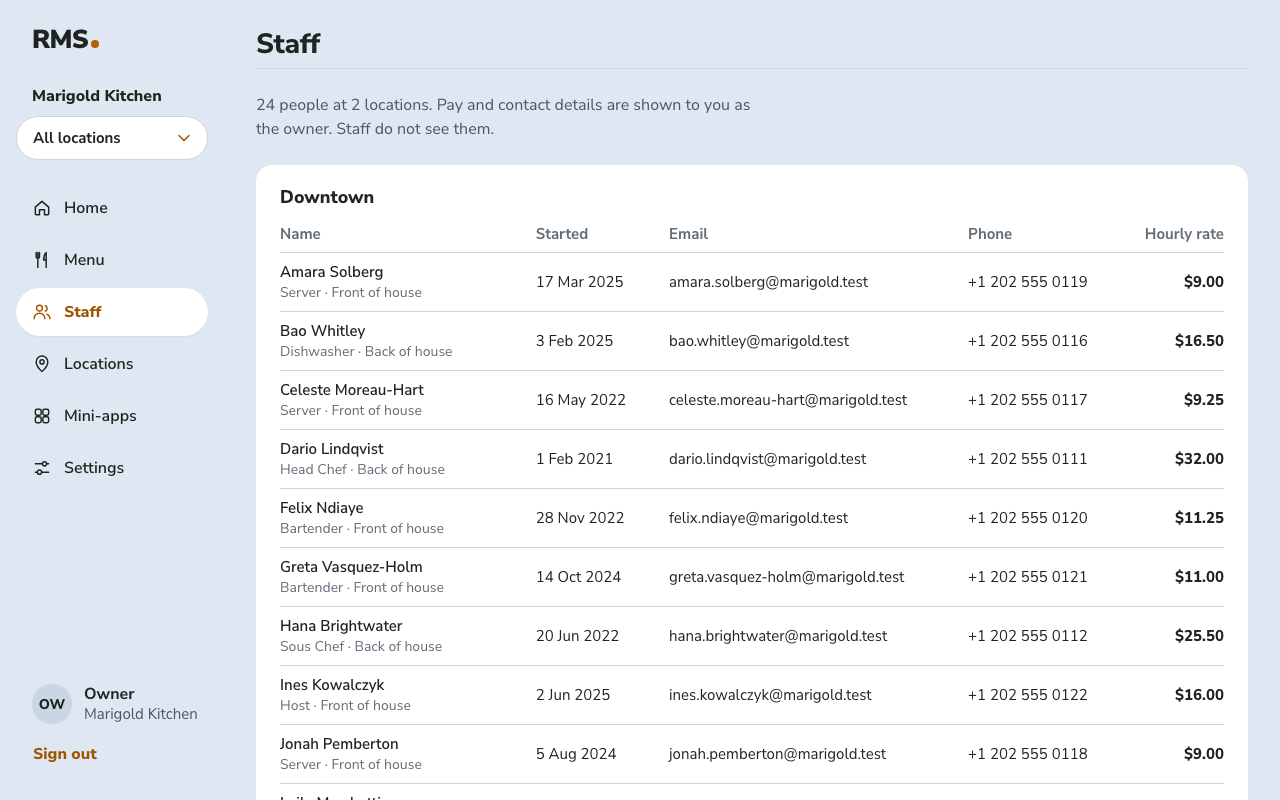 RMS.
Marigold Kitchen
All locations
Home
Menu
Staff
Locations
Mini-apps
Settings
OW
Owner
Marigold Kitchen
Sign out
Staff
24 people at 2 locations. Pay and contact details are shown to you as
the owner. Staff do not see them.
Downtown
Name Started Email Phone Hourly rate
Amara Solberg
Server · Front of house
17 Mar 2025 amara.solberg@marigold.test +1 202 555 0119 $9.00
Bao Whitley
Dishwasher · Back of house
3 Feb 2025 bao.whitley@marigold.test +1 202 555 0116 $16.50
Celeste Moreau-Hart
Server · Front of house
16 May 2022 celeste.moreau-hart@marigold.test +1 202 555 0117 $9.25
Dario Lindqvist
Head Chef · Back of house
1 Feb 2021 dario.lindqvist@marigold.test +1 202 555 0111 $32.00
Felix Ndiaye
Bartender · Front of house
28 Nov 2022 felix.ndiaye@marigold.test +1 202 555 0120 $11.25
Greta Vasquez-Holm
Bartender · Front of house
14 Oct 2024 greta.vasquez-holm@marigold.test +1 202 555 0121 $11.00
Hana Brightwater
Sous Chef · Back of house
20 Jun 2022 hana.brightwater@marigold.test +1 202 555 0112 $25.50
Ines Kowalczyk
Host · Front of house
2 Jun 2025 ines.kowalczyk@marigold.test +1 202 555 0122 $16.00
Jonah Pemberton
Server · Front of house
5 Aug 2024 jonah.pemberton@marigold.test +1 202 555 0118 $9.00